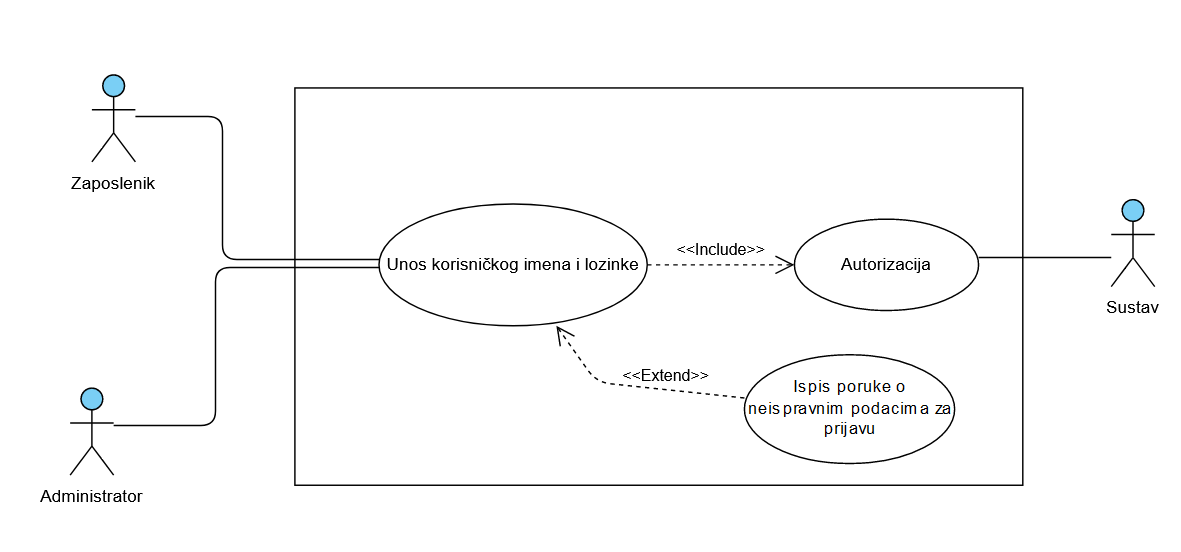 Zaposlenik
Unos korisničkog imena i lozinke
<<Include>>
Autorizacija
Sustav
<<Extend>>
Ispis poruke o
neispravnim podacima za
prijavu
Administrator